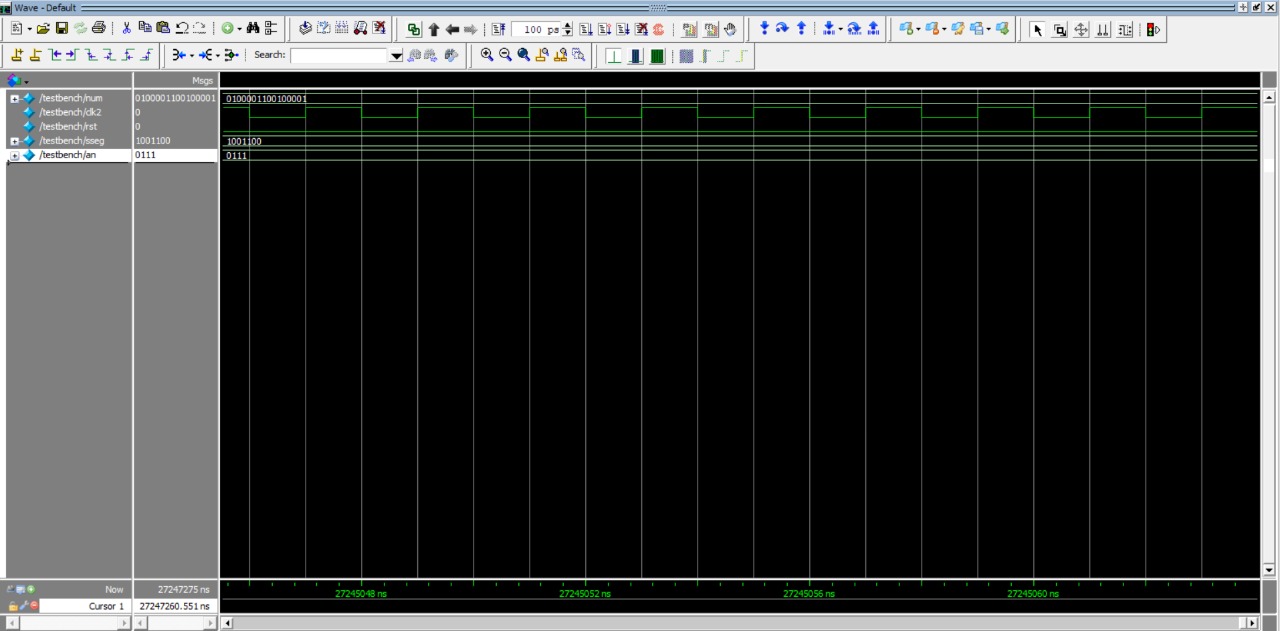 Wave - Default
100 ps
Search:
Msgs
/testbench/num 0100001100100001 0100001100100001
/testbench/clk2 0
/testbench/rst 0
/testbench/sseg 1001100 1001100
/testbench/an 0111 0111
Now 27247275 ns 27245048 ns 27245052 ns 27245056 ns 27245060 ns
Cursor 1 27247260.551 ns